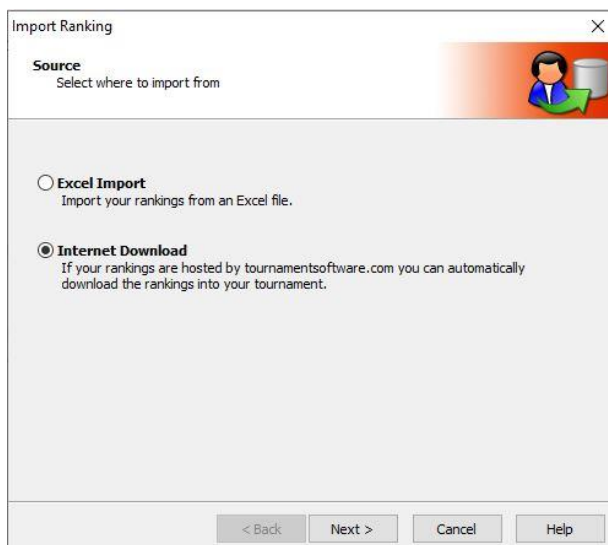 Import Ranking
Source
Select where to import from
Excel Import
Import your rankings from an Excel file.
Internet Download
If your rankings are hosted by tournamentsoftware.com you can automatically
download the rankings into your tournament.
< Back Next > Cancel Help